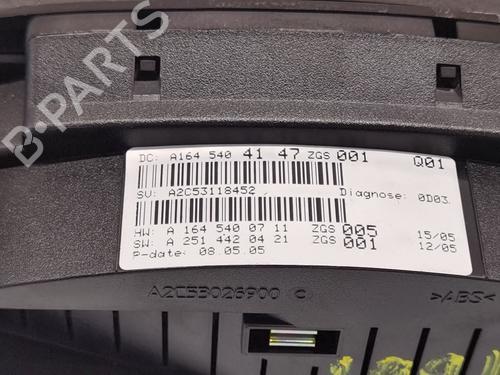 B-PARTS
DC: A164 540 41 47 ZGS 001 Q01
SV: A2C53118452 Diagnose: 0D03
HW: A 164 540 07 11 ZGS 005 15/05
SW: A 251 442 04 21 ZGS 001 12/05
P-date: 08.05.05
A2C53026900 C >ABS<